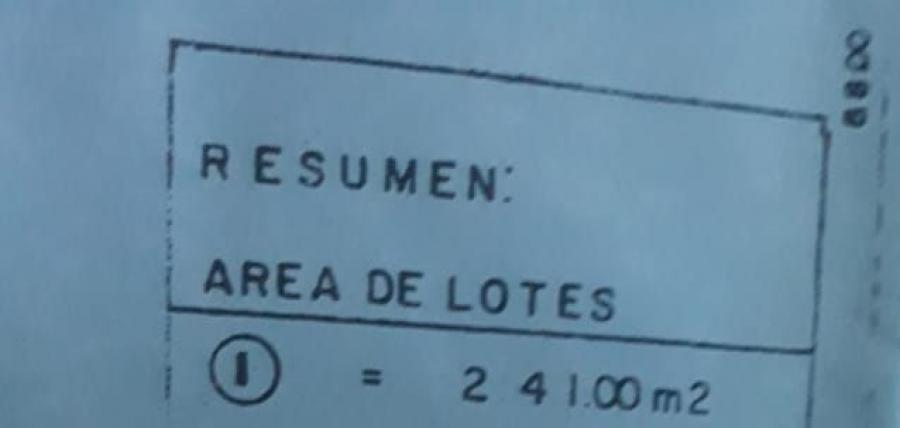 RESUMEN:
AREA DE LOTES
1 = 241.00 m2